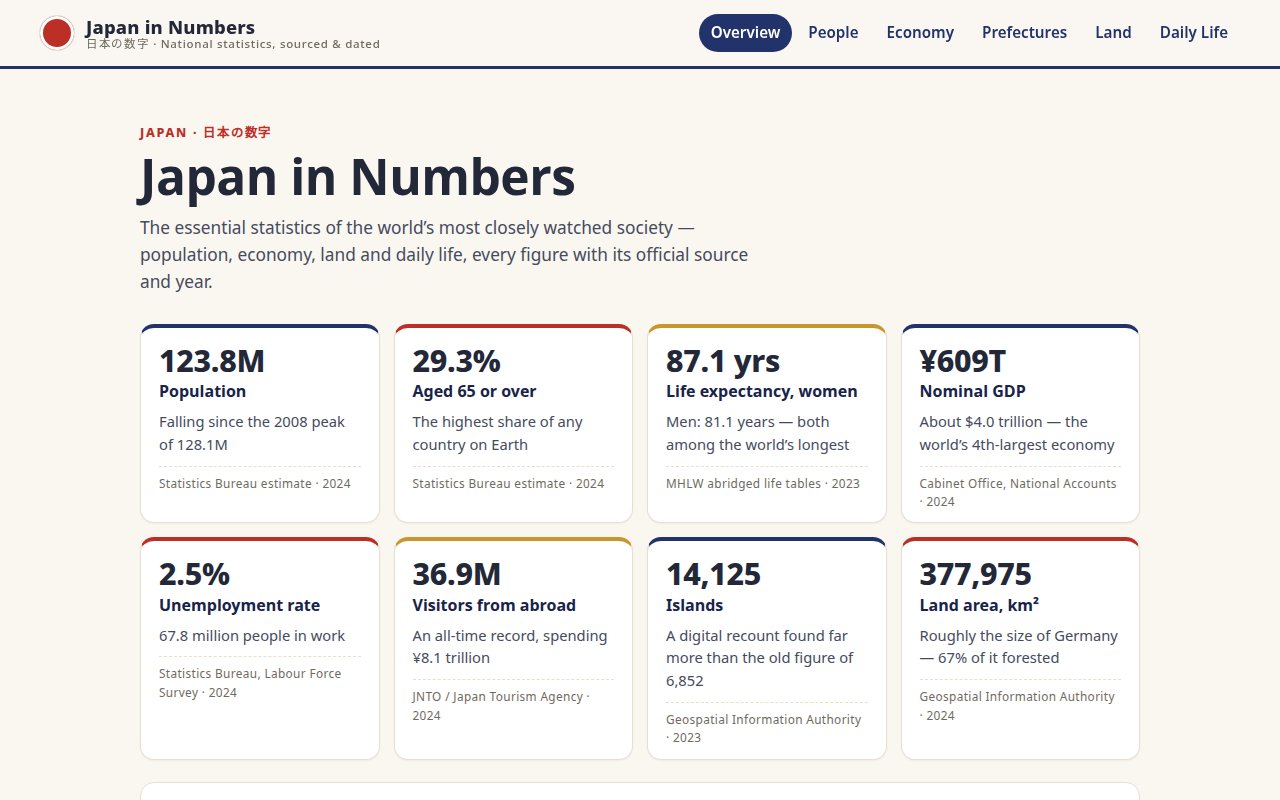 Japan in Numbers
日本の数字 · National statistics, sourced & dated
Overview
People
Economy
Prefectures
Land
Daily Life
JAPAN · 日本の数字
Japan in Numbers
The essential statistics of the world’s most closely watched society —
population, economy, land and daily life, every figure with its official source
and year.
123.8M
Population
Falling since the 2008 peak
of 128.1M
Statistics Bureau estimate · 2024
29.3%
Aged 65 or over
The highest share of any
country on Earth
Statistics Bureau estimate · 2024
87.1 yrs
Life expectancy, women
Men: 81.1 years — both
among the world’s longest
MHLW abridged life tables · 2023
¥609T
Nominal GDP
About $4.0 trillion — the
world’s 4th-largest economy
Cabinet Office, National Accounts
· 2024
2.5%
Unemployment rate
67.8 million people in work
Statistics Bureau, Labour Force
Survey · 2024
36.9M
Visitors from abroad
An all-time record, spending
¥8.1 trillion
JNTO / Japan Tourism Agency ·
2024
14,125
Islands
A digital recount found far
more than the old figure of
6,852
Geospatial Information Authority
· 2023
377,975
Land area, km²
Roughly the size of Germany
— 67% of it forested
Geospatial Information Authority
· 2024